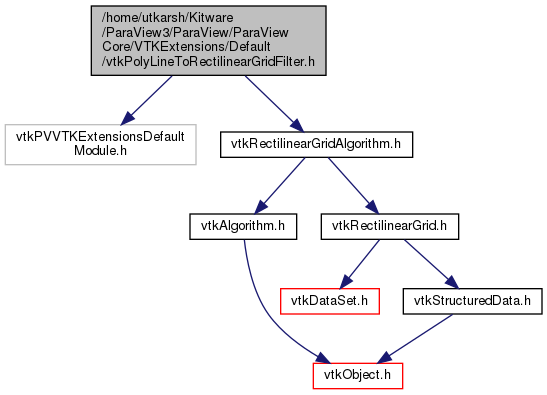 /home/utkarsh/Kitware
/ParaView3/ParaView/ParaView
Core/VTKExtensions/Default
/vtkPolyLineToRectilinearGridFilter.h
vtkPVVTKExtensionsDefault
Module.h
vtkRectilinearGridAlgorithm.h
vtkAlgorithm.h
vtkRectilinearGrid.h
vtkDataSet.h
vtkStructuredData.h
vtkObject.h